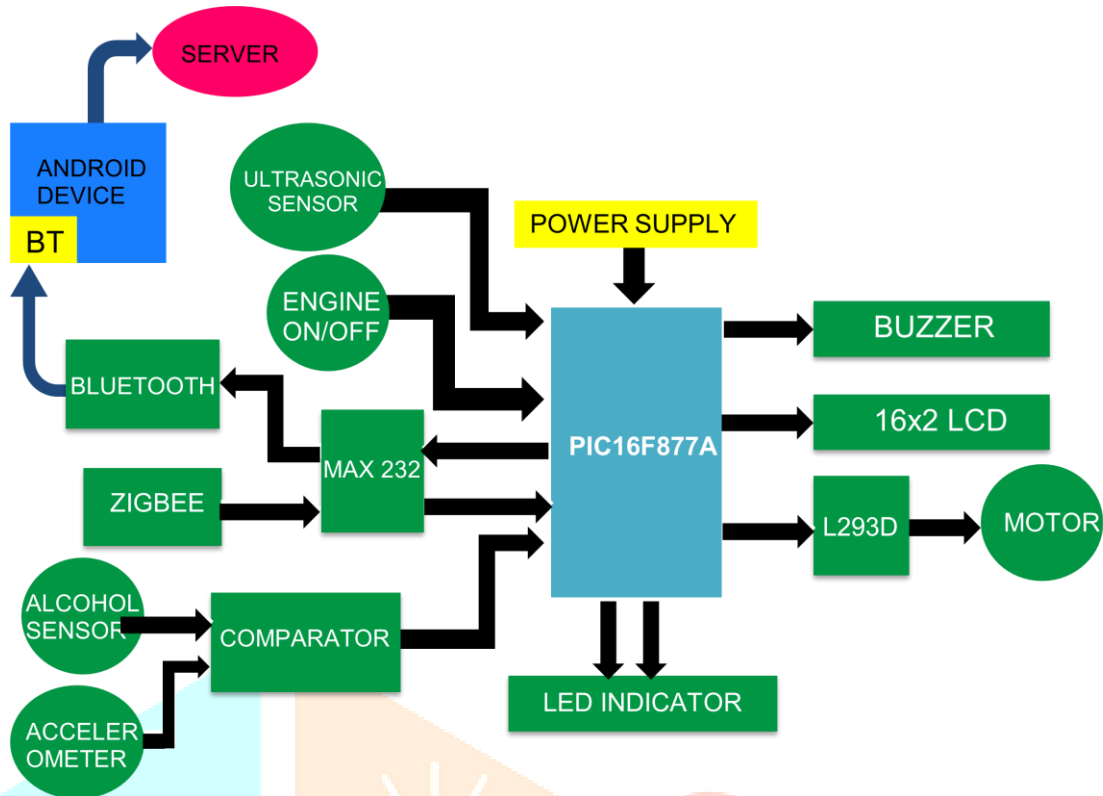 SERVER
ANDROID
DEVICE
BT
ULTRASONIC
SENSOR
POWER SUPPLY
ENGINE
ON/OFF
BUZZER
BLUETOOTH
16x2 LCD
PIC16F877A
MAX 232
ZIGBEE
L293D
MOTOR
ALCOHOL
SENSOR
COMPARATOR
LED INDICATOR
ACCELER
OMETER